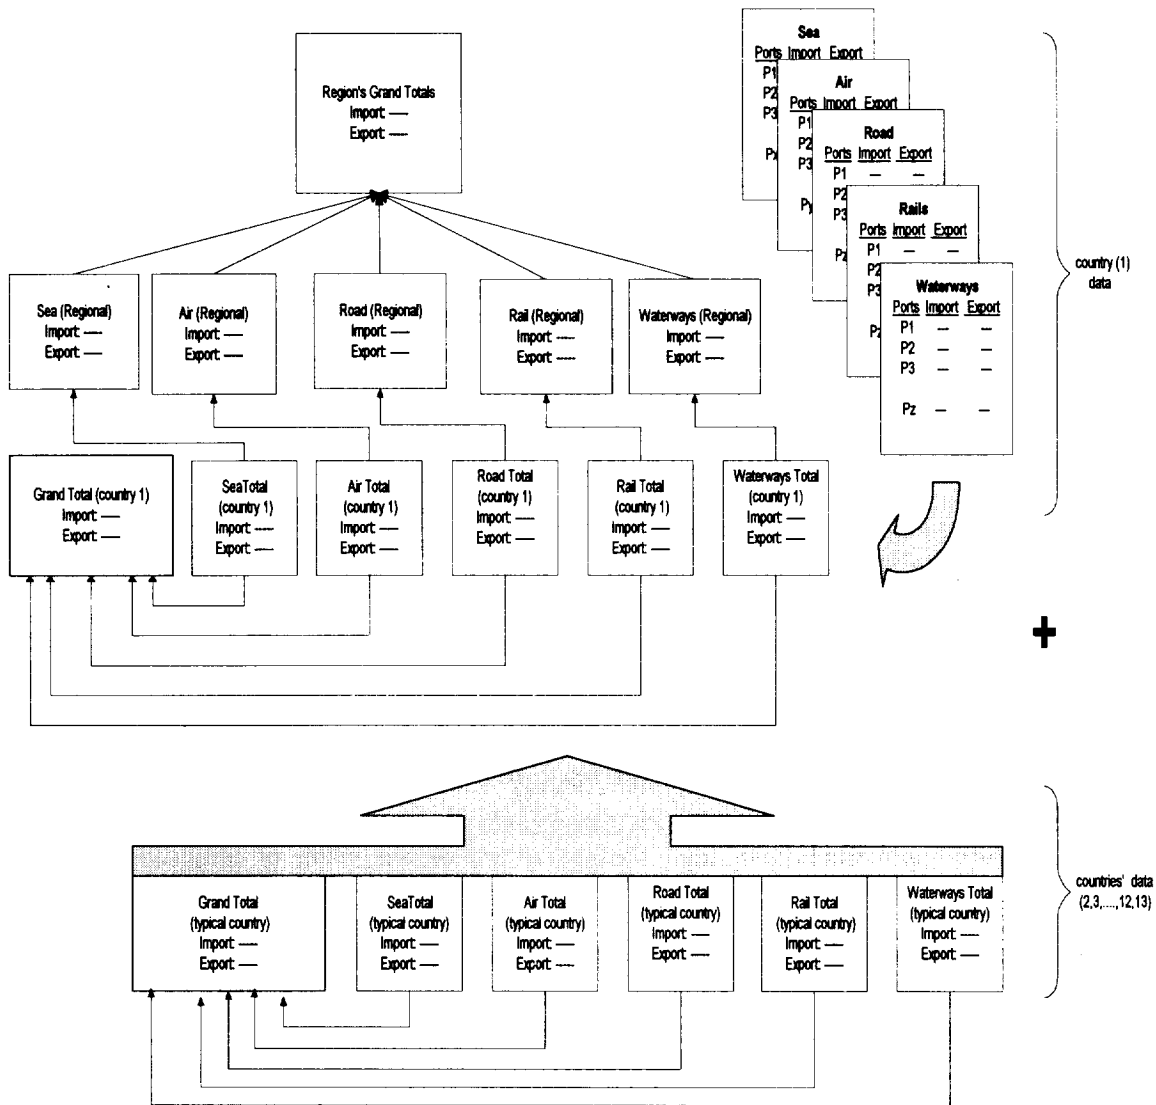 Region's Grand Totals
Import: ----
Export: ----
Sea
Ports Import Export
P1
P2
P3
Px
Air
Ports Import Export
P1
P2
P3
Py
Road
Ports Import Export
P1 — —
P2
P3
Pz
Rails
Ports Import Export
P1 — —
P2
P3
Pz
Waterways
Ports Import Export
P1 — —
P2 — —
P3 — —
Pz — —
country (1)
data
Sea (Regional)
Import: ----
Export: ----
Air (Regional)
Import: ----
Export: ----
Road (Regional)
Import: ----
Export: ----
Rail (Regional)
Import: ----
Export: ----
Waterways (Regional)
Import: ----
Export: ----
Grand Total (country 1)
Import: ----
Export: ----
SeaTotal
(country 1)
Import: ----
Export: ----
Air Total
(country 1)
Import: ----
Export: ----
Road Total
(country 1)
Import: ----
Export: ----
Rail Total
(country 1)
Import: ----
Export: ----
Waterways Total
(country 1)
Import: ----
Export: ----
+
Grand Total
(typical country)
Import: ----
Export: ----
SeaTotal
(typical country)
Import: ----
Export: ----
Air Total
(typical country)
Import: ----
Export: ----
Road Total
(typical country)
Import: ----
Export: ----
Rail Total
(typical country)
Import: ----
Export: ----
Waterways Total
(typical country)
Import: ----
Export: ----
countries' data
(2,3,....,12,13)